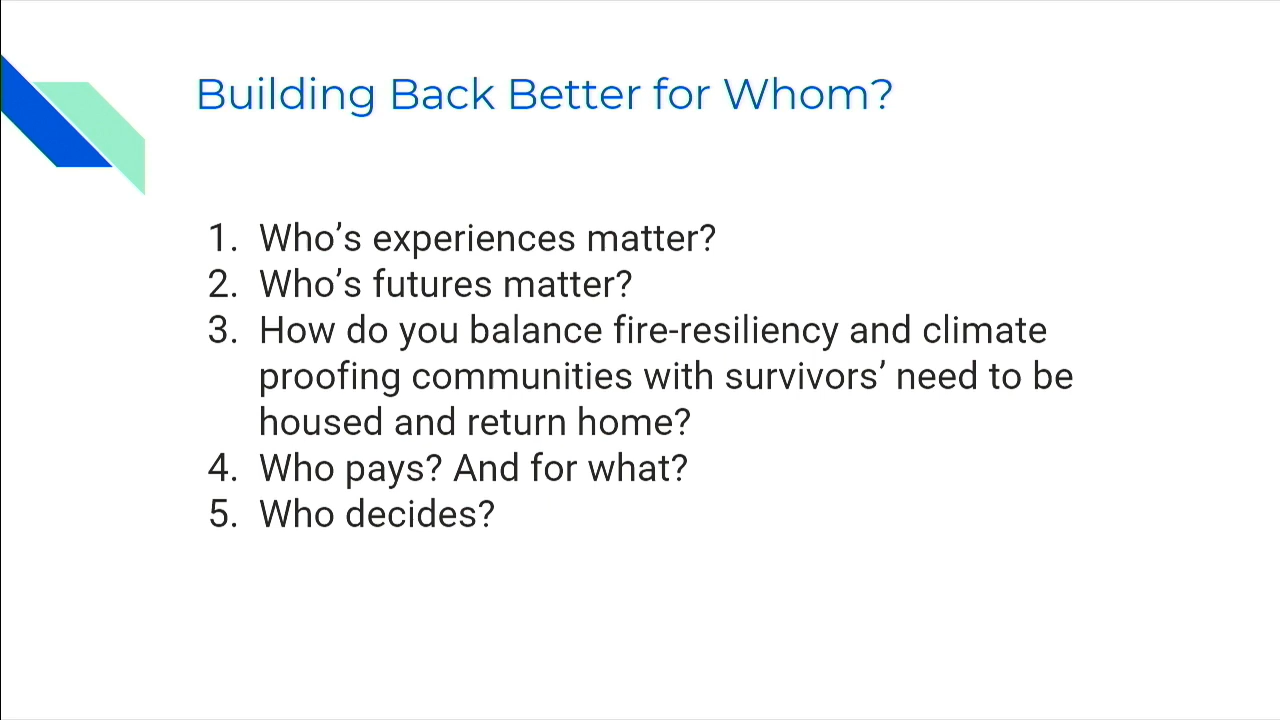 Building Back Better for Whom?
1. Who’s experiences matter?
2. Who’s futures matter?
3. How do you balance fire-resiliency and climate
proofing communities with survivors’ need to be
housed and return home?
4. Who pays? And for what?
5. Who decides?